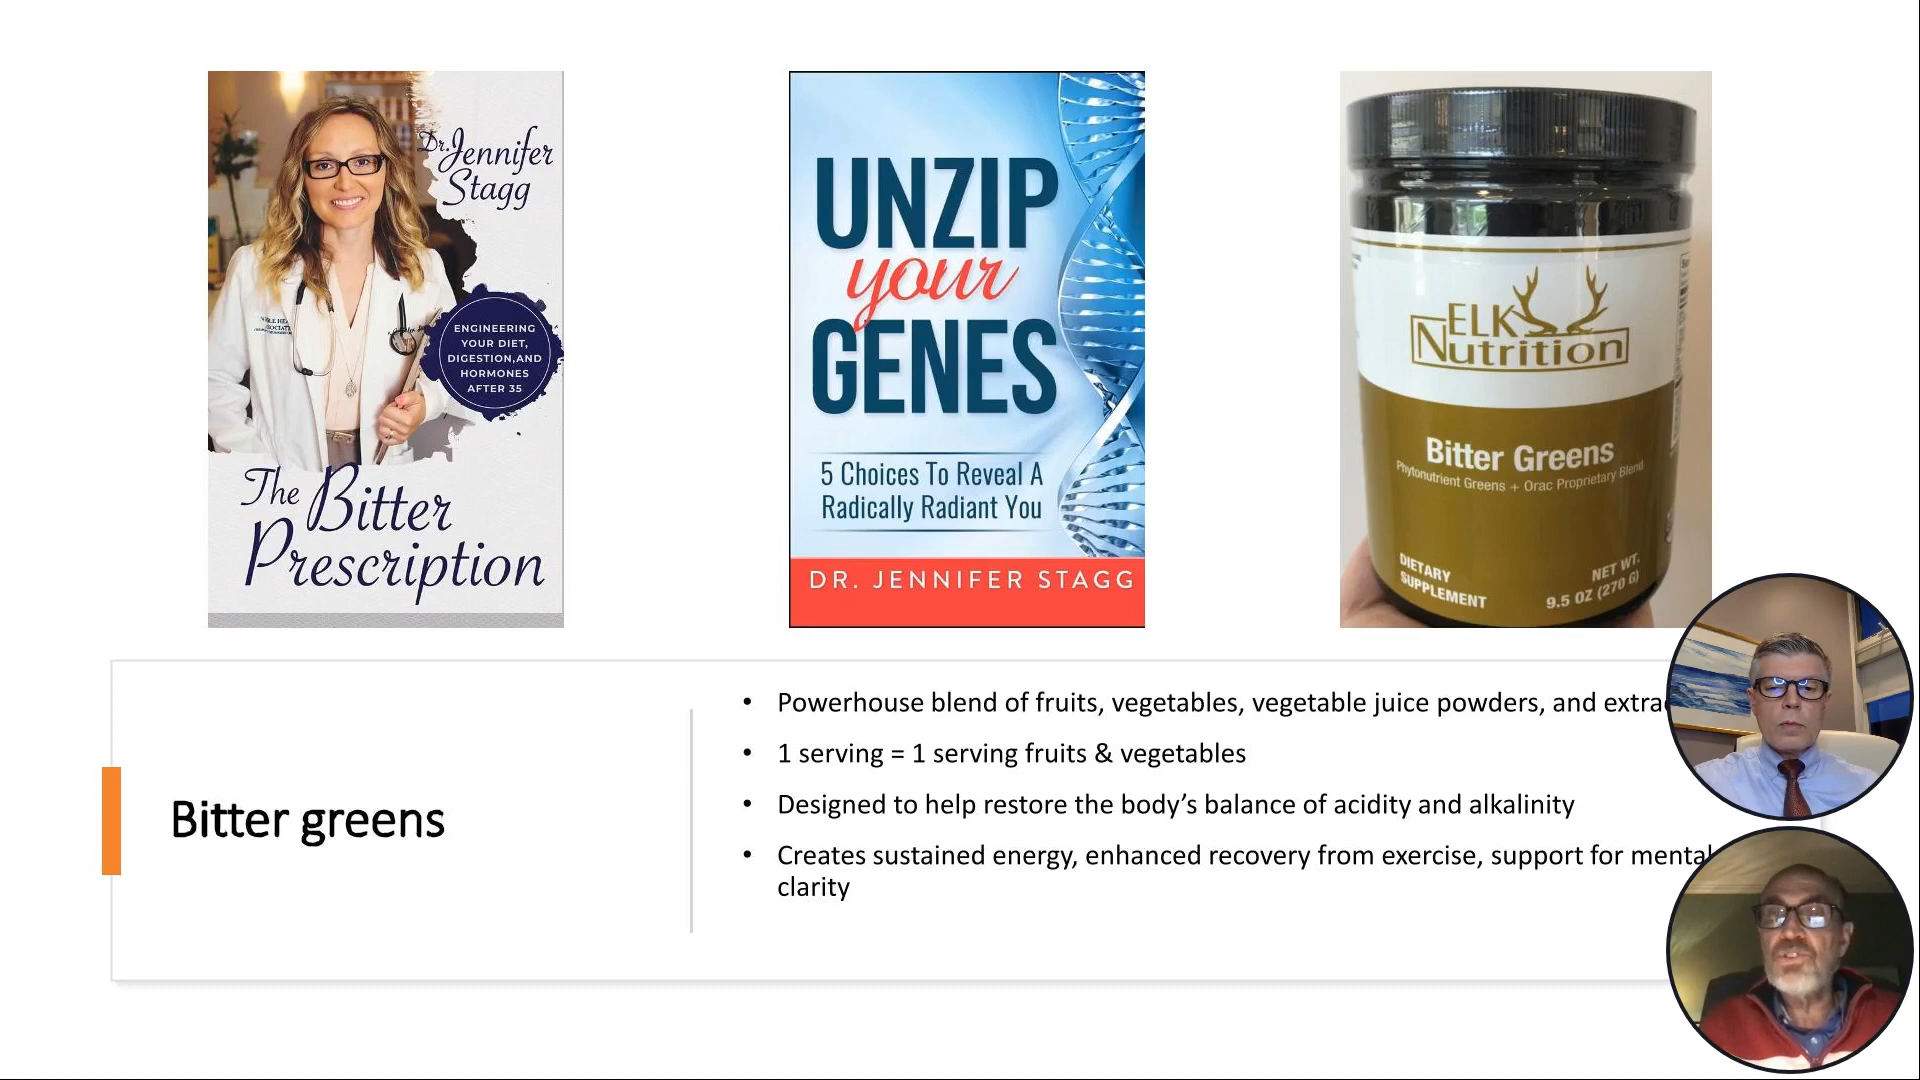 Dr. Jennifer
Stagg
ENGINEERING
YOUR DIET,
DIGESTION, AND
HORMONES
AFTER 35
The Bitter
Prescription
UNZIP
your
GENES
5 Choices To Reveal A
Radically Radiant You
DR. JENNIFER STAGG
ELK
Nutrition
Bitter Greens
Phytonutrient Greens + Orac Proprietary Blend
DIETARY
SUPPLEMENT
NET WT.
9.5 OZ (270 G)
Bitter greens
• Powerhouse blend of fruits, vegetables, vegetable juice powders, and
• 1 serving = 1 serving fruits & vegetables
• Designed to help restore the body’s balance of acidity and alkalinity
• Creates sustained energy, enhanced recovery from exercise, support for mental
clarity